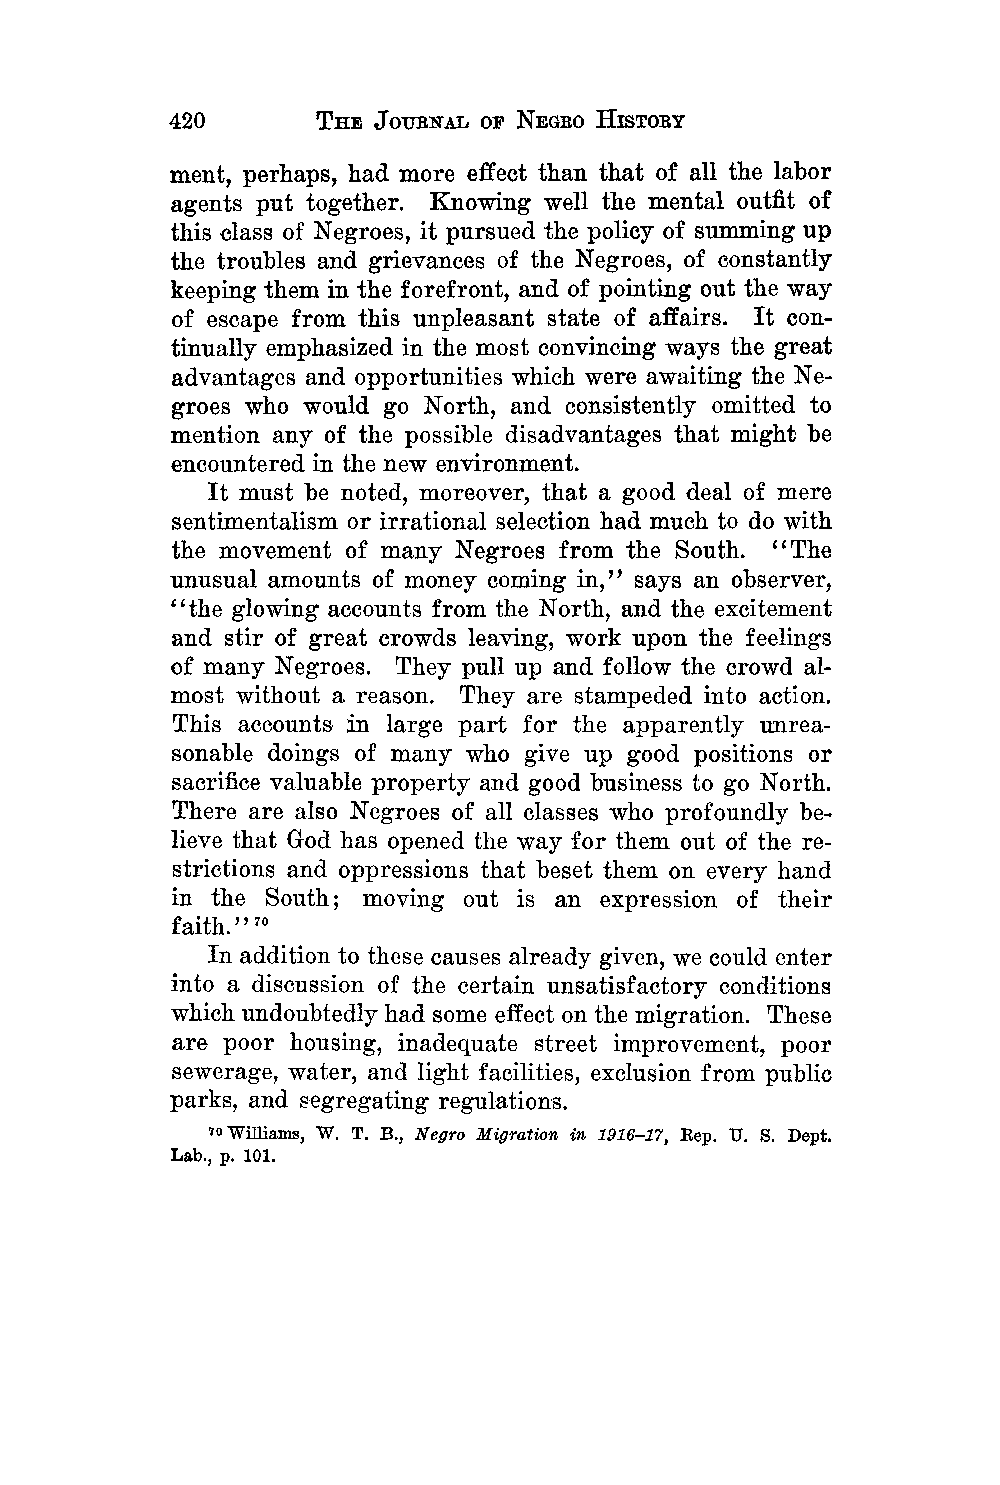 420 THE JOURNAL OF NEGRO HISTORY
ment, perhaps, had more effect than that of all the labor
agents put together. Knowing well the mental outfit of
this class of Negroes, it pursued the policy of summing up
the troubles and grievances of the Negroes, of constantly
keeping them in the forefront, and of pointing out the way
of escape from this unpleasant state of affairs. It con-
tinually emphasized in the most convincing ways the great
advantages and opportunities which were awaiting the Ne-
groes who would go North, and consistently omitted to
mention any of the possible disadvantages that might be
encountered in the new environment.
It must be noted, moreover, that a good deal of mere
sentimentalism or irrational selection had much to do with
the movement of many Negroes from the South. “The
unusual amounts of money coming in,” says an observer,
“the glowing accounts from the North, and the excitement
and stir of great crowds leaving, work upon the feelings
of many Negroes. They pull up and follow the crowd al-
most without a reason. They are stampeded into action.
This accounts in large part for the apparently unrea-
sonable doings of many who give up good positions or
sacrifice valuable property and good business to go North.
There are also Negroes of all classes who profoundly be-
lieve that God has opened the way for them out of the re-
strictions and oppressions that beset them on every hand
in the South; moving out is an expression of their
faith.”⁷⁰
In addition to these causes already given, we could enter
into a discussion of the certain unsatisfactory conditions
which undoubtedly had some effect on the migration. These
are poor housing, inadequate street improvement, poor
sewerage, water, and light facilities, exclusion from public
parks, and segregating regulations.
⁷⁰ Williams, W. T. B., Negro Migration in 1916–17, Rep. U. S. Dept.
Lab., p. 101.